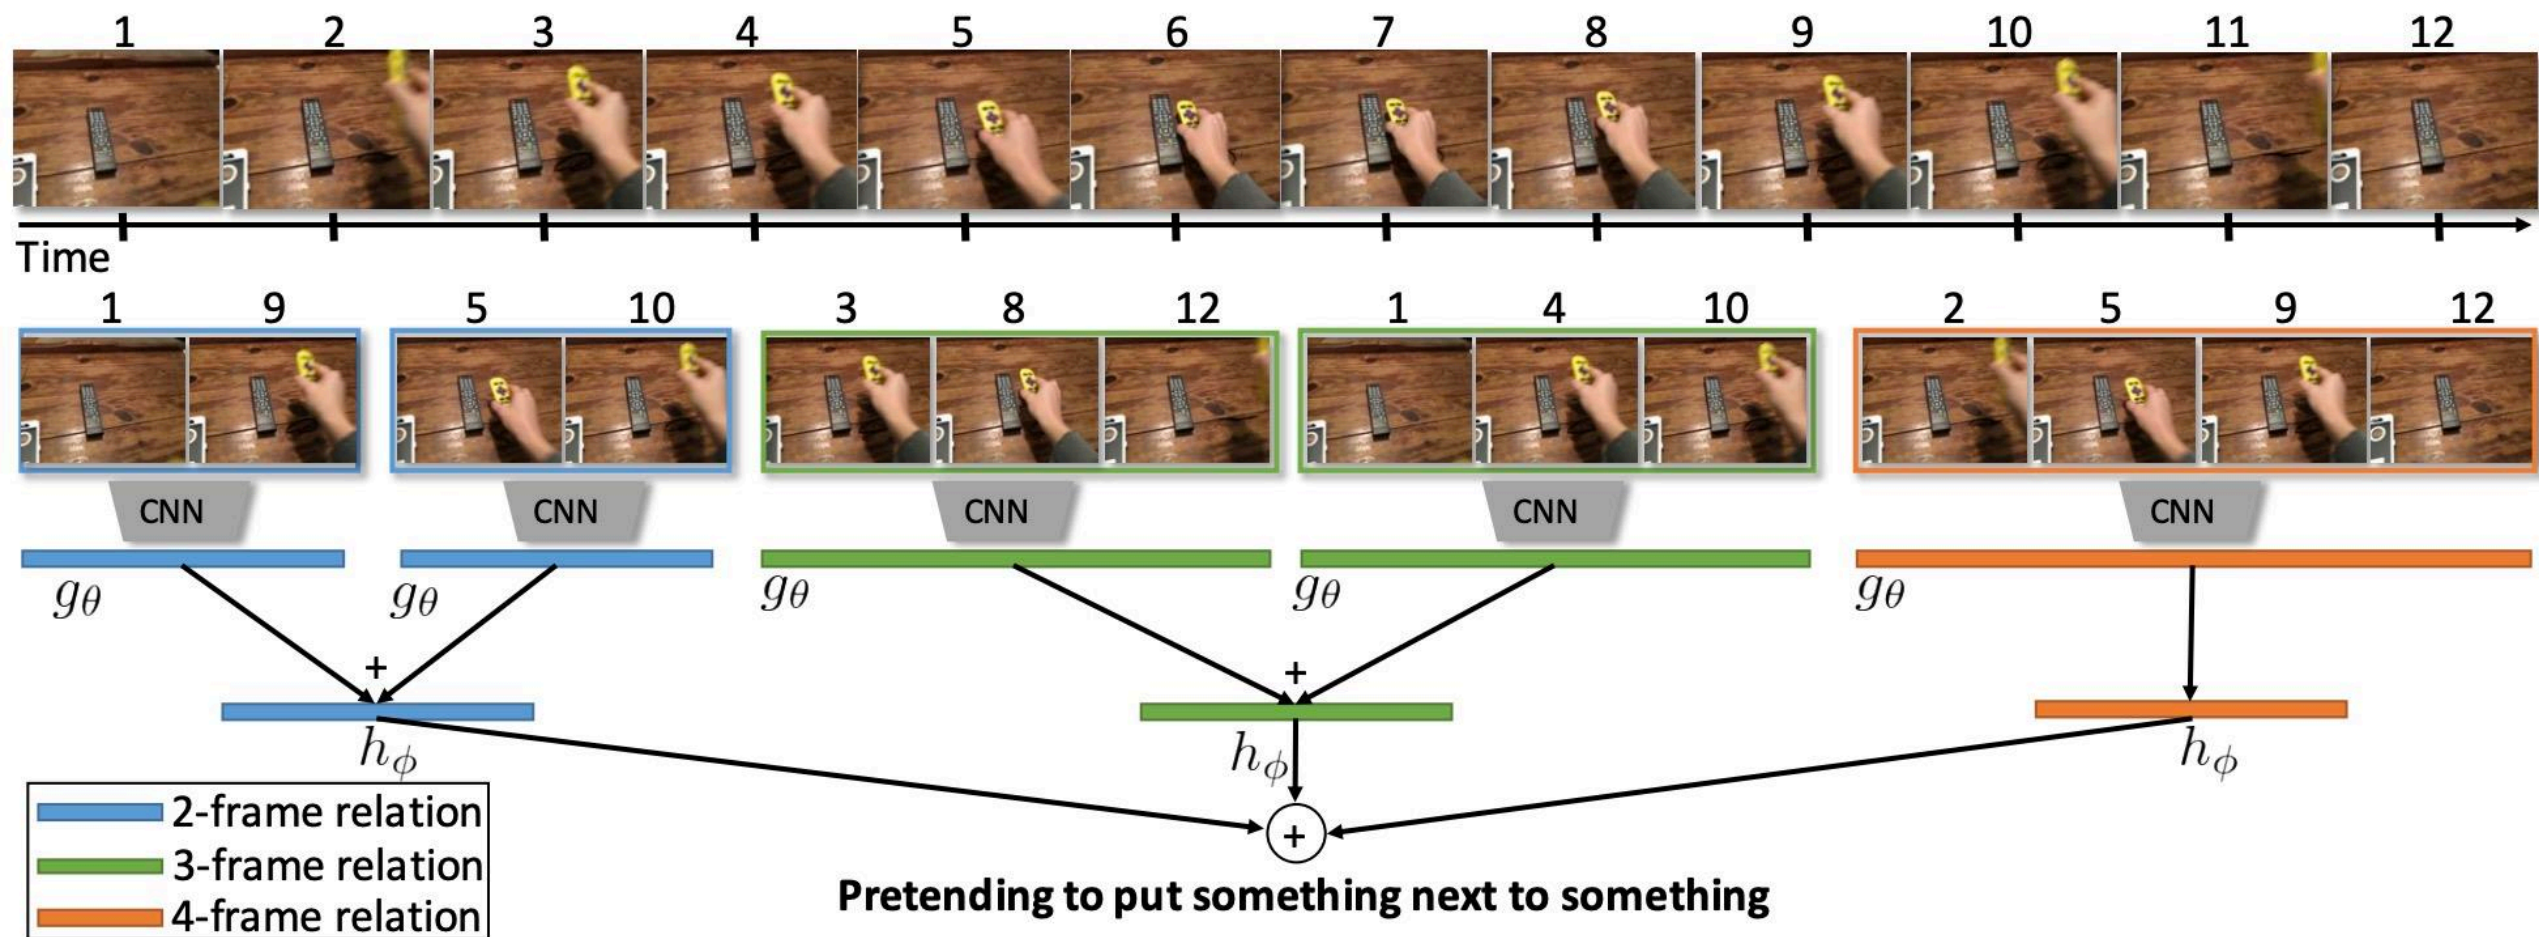 1 2 3 4 5 6 7 8 9 10 11 12
Time
1 9 5 10 3 8 12 1 4 10 2 5 9 12
CNN CNN CNN CNN CNN
gθ gθ gθ gθ gθ
+ +
hϕ hϕ hϕ
+
2-frame relation
3-frame relation
4-frame relation
Pretending to put something next to something